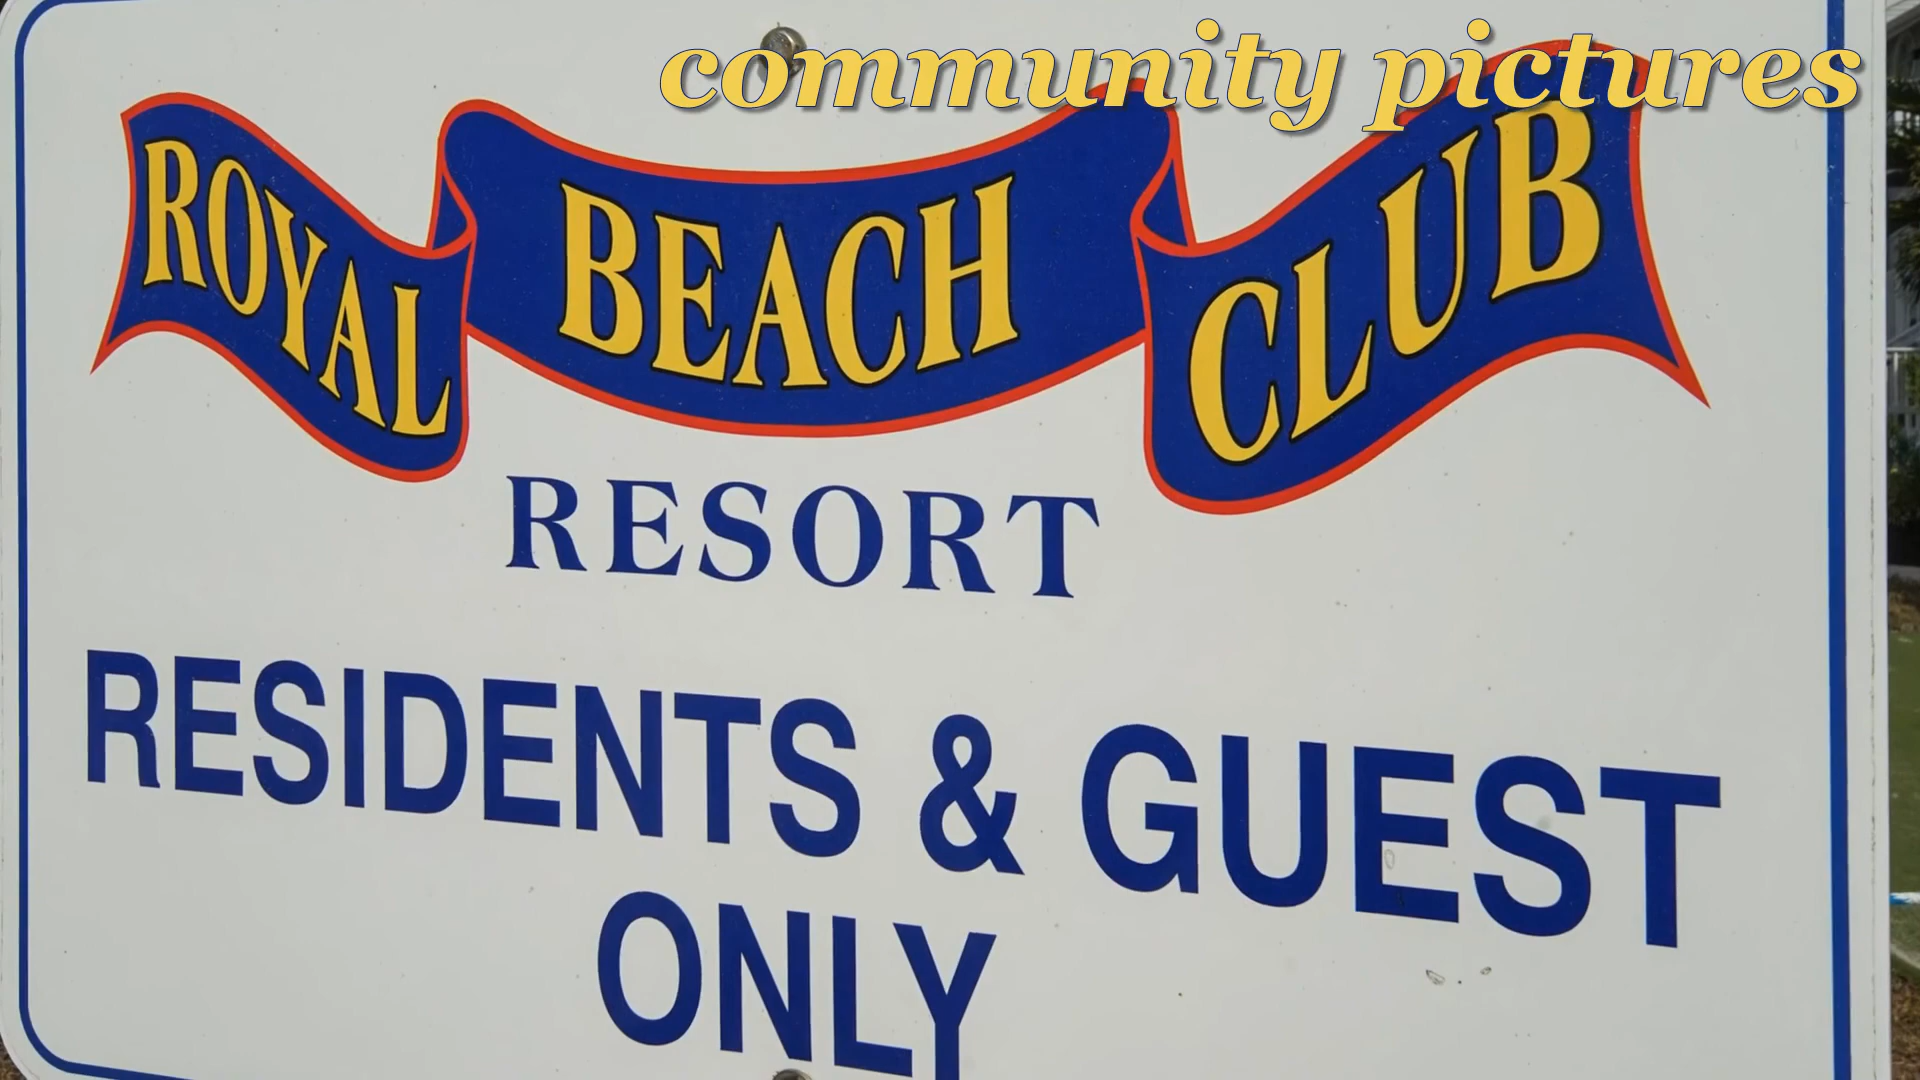 community pictures
ROYAL BEACH CLUB
RESORT
RESIDENTS & GUEST
ONLY